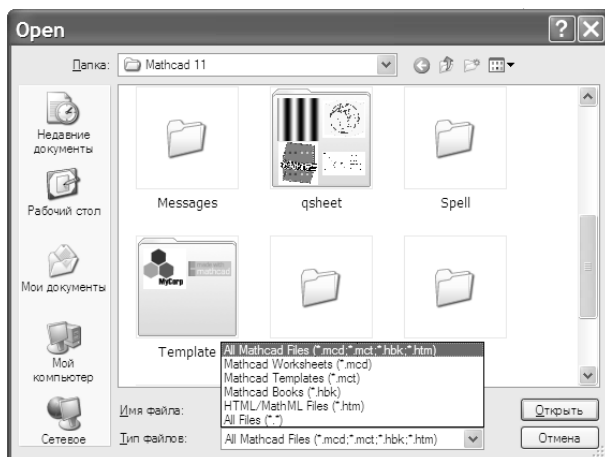 Open
Папка:
Mathcad 11
Недавние
документы
Рабочий стол
Мои документы
Мой
компьютер
Сетевое
Messages
qsheet
Spell
MyCorp
mathcad
Template
All Mathcad Files (*.mcd;*.mct;*.hbk;*.htm)
Mathcad Worksheets (*.mcd)
Mathcad Templates (*.mct)
Mathcad Books (*.hbk)
HTML/MathML Files (*.htm)
All Files (*.*)
Имя файла:
Открыть
Тип файлов:
All Mathcad Files (*.mcd;*.mct;*.hbk;*.htm)
Отмена